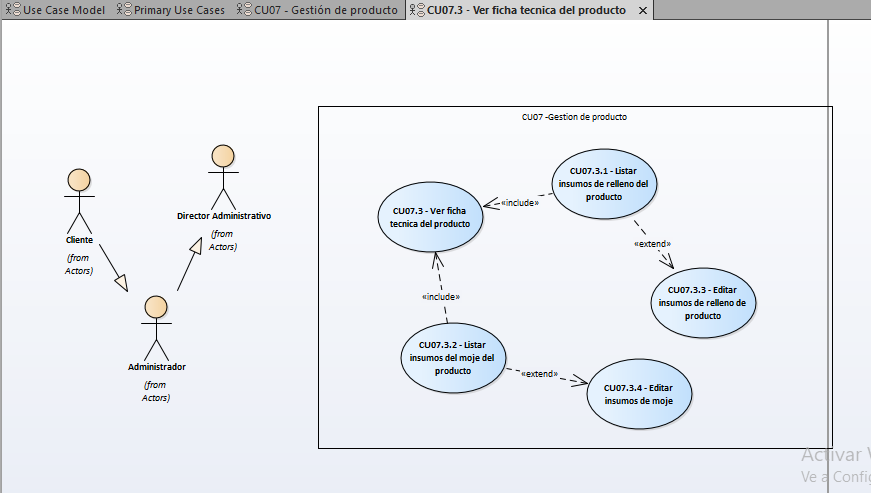 Use Case Model
Primary Use Cases
CU07 - Gestión de producto
CU07.3 - Ver ficha tecnica del producto
CU07 -Gestion de producto
Cliente
(from
Actors)
Director Administrativo
(from
Actors)
Administrador
(from
Actors)
CU07.3 - Ver ficha
tecnica del producto
«include»
CU07.3.1 - Listar
insumos de relleno del
producto
«extend»
CU07.3.3 - Editar
insumos de relleno de
producto
«include»
CU07.3.2 - Listar
insumos del moje del
producto
«extend»
CU07.3.4 - Editar
insumos de moje
Activar
Ve a